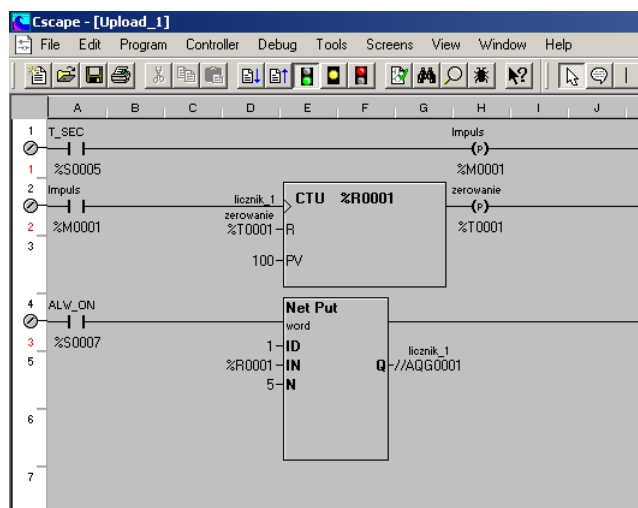 Cscape - [Upload_1]
File Edit Program Controller Debug Tools Screens View Window Help
A B C D E F G H I J
1 T_SEC Impuls
(P)
1 %S0005 %M0001
2 Impuls licznik_1 CTU %R0001 zerowanie
zerowanie (P)
2 %M0001 %T0001 R %T0001
3
100 PV
4 ALW_ON Net Put
word
3 %S0007 1 ID licznik_1
5 %R0001 IN Q //AQG0001
5 N
6
7